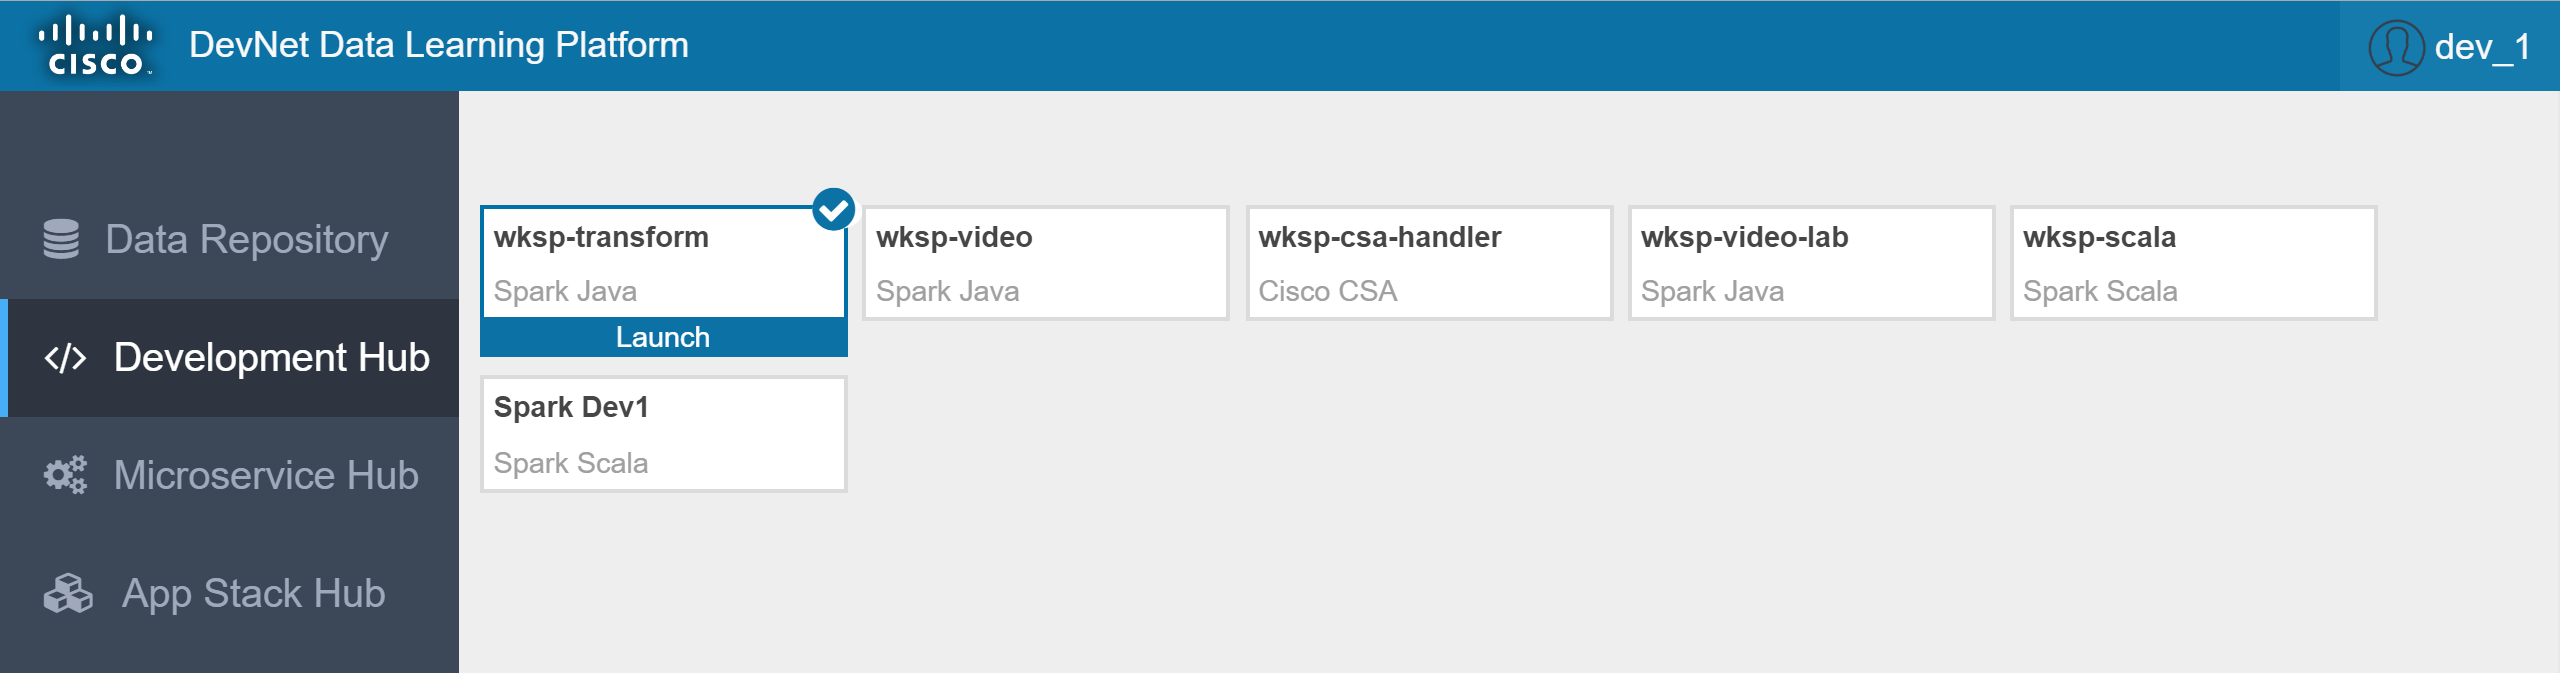 CISCO
DevNet Data Learning Platform
dev_1
Data Repository
Development Hub
Microservice Hub
App Stack Hub
wksp-transform
Spark Java
Launch
wksp-video
Spark Java
wksp-csa-handler
Cisco CSA
wksp-video-lab
Spark Java
wksp-scala
Spark Scala
Spark Dev1
Spark Scala